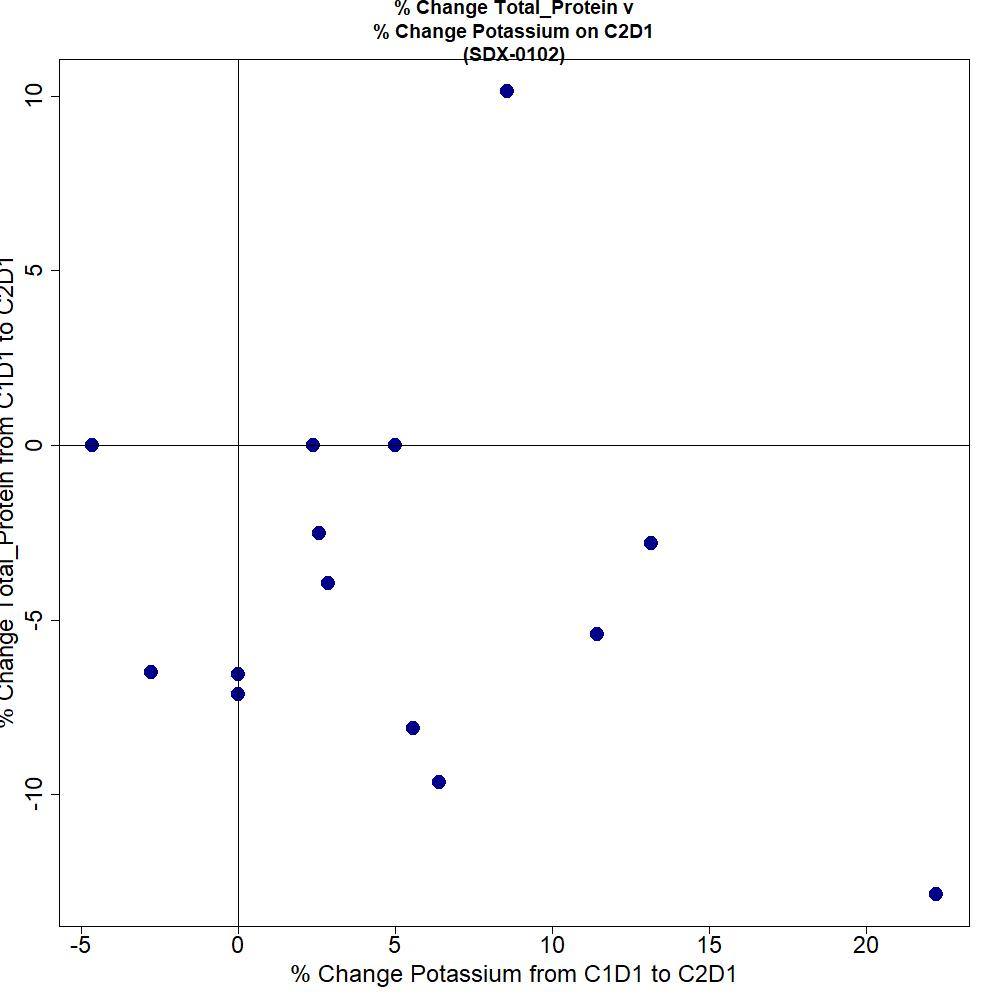 % Change Total_Protein v
% Change Potassium on C2D1
(SDX-0102)
% Change Total_Protein from C1D1 to C2D1
10
5
0
-5
-10
-5
0
5
10
15
20
% Change Potassium from C1D1 to C2D1